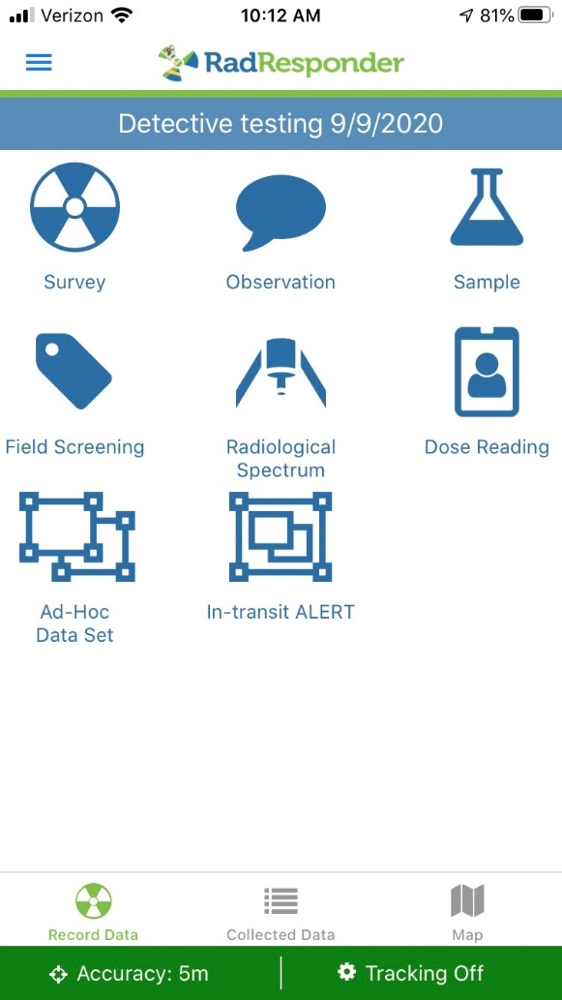 Verizon 10:12 AM 81%
RadResponder
Detective testing 9/9/2020
Survey Observation Sample
Field Screening Radiological Dose Reading
Spectrum
Ad-Hoc In-transit ALERT
Data Set
Record Data Collected Data Map
Accuracy: 5m Tracking Off